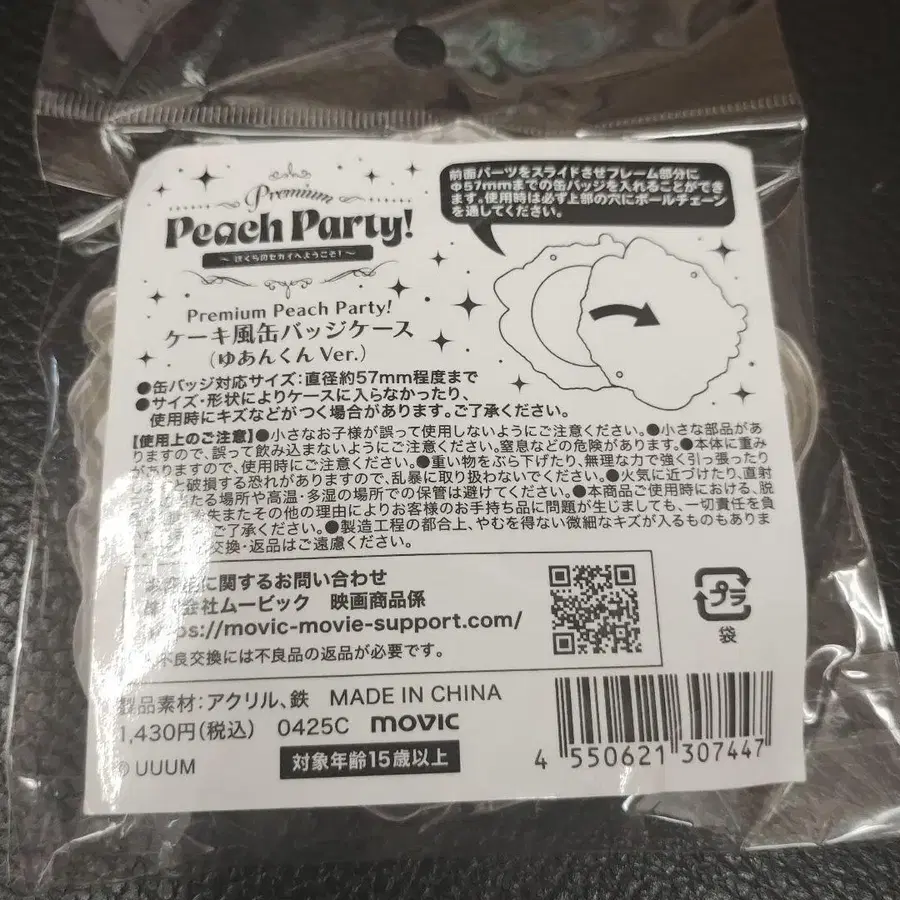 Premium
Peach Party!
～ぼくらのセカイへようこそ！～
前面パーツをスライドさせフレーム部分に
Φ57mmまでの缶バッジを入れることができ
ます。使用時は必ず上部の穴にボールチェーン
を通してください。
Premium Peach Party!
ケーキ風缶バッジケース
(ゆあんくん Ver.)
●缶バッジ対応サイズ:直径約57mm程度まで
●サイズ・形状によりケースに入らなかったり、
使用時にキズなどがつく場合があります。ご了承ください。
【使用上のご注意】●小さなお子様が誤って使用しないようにご注意ください。●小さな部品があ
りますので、誤って飲み込まないようにご注意ください。窒息などの危険があります。●本体に重み
がありますので、使用時にご注意ください。●重い物をぶら下げたり、無理な力で強く引っ張ったり
と破損する恐れがありますので、乱暴に取り扱わないでください。●火気に近づけたり、直射
当たる場所や高温・多湿の場所での保管は避けてください。●本商品ご使用時における、脱
失またその他の理由によりお客様のお手持ち品に問題が生じましても、一切責任を負
ご了承ください。●製造工程の都合上、やむを得ない微細なキズが入るものもありま
交換・返品はご遠慮ください。
に関するお問い合わせ
株式会社ムービック 映画商品係
https://movic-movie-support.com/
不良交換には不良品の返品が必要です。
プラ
袋
製品素材:アクリル、鉄 MADE IN CHINA
1,430円(税込) 0425C movic
© UUUM
対象年齢15歳以上
4 550621 307447